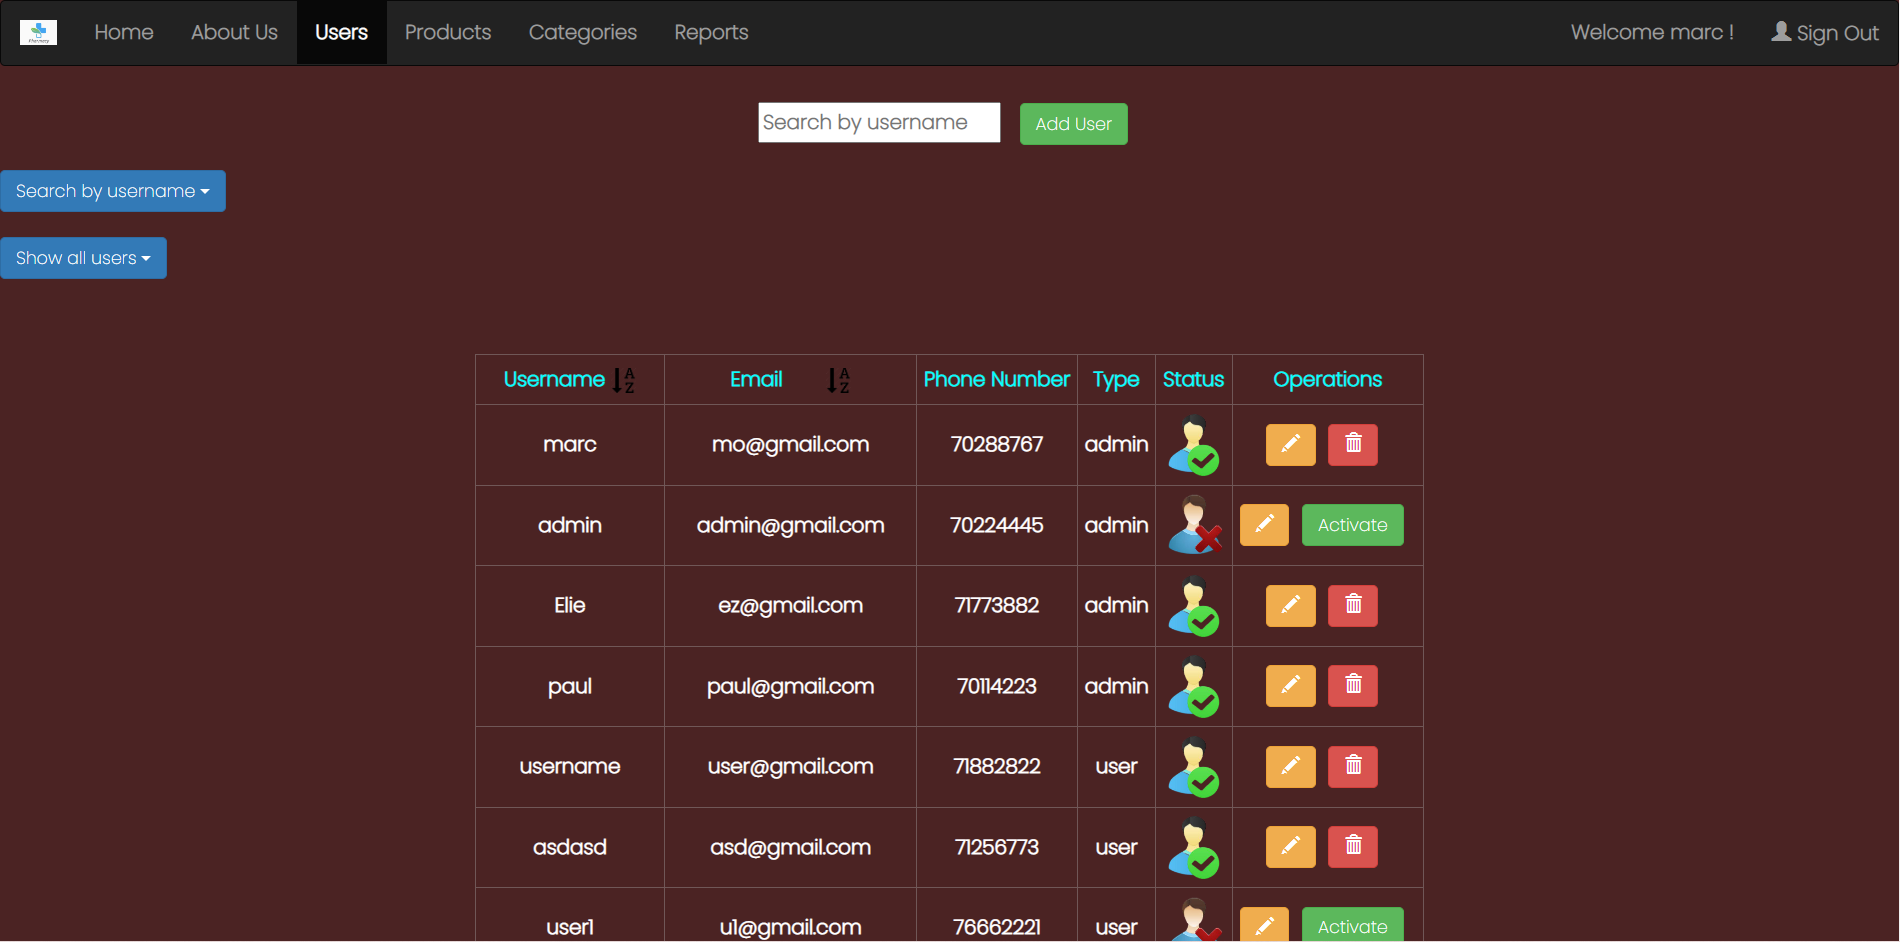 Pharmacy Home About Us Users Products Categories Reports Welcome marc ! Sign Out
Search by username Add User
Search by username
Show all users
Username A Z Email A Z Phone Number Type Status Operations
marc mo@gmail.com 70288767 admin
admin admin@gmail.com 70224445 admin Activate
Elie ez@gmail.com 71773882 admin
paul paul@gmail.com 70114223 admin
username user@gmail.com 71882822 user
asdasd asd@gmail.com 71256773 user
user1 u1@gmail.com 76662221 user Activate